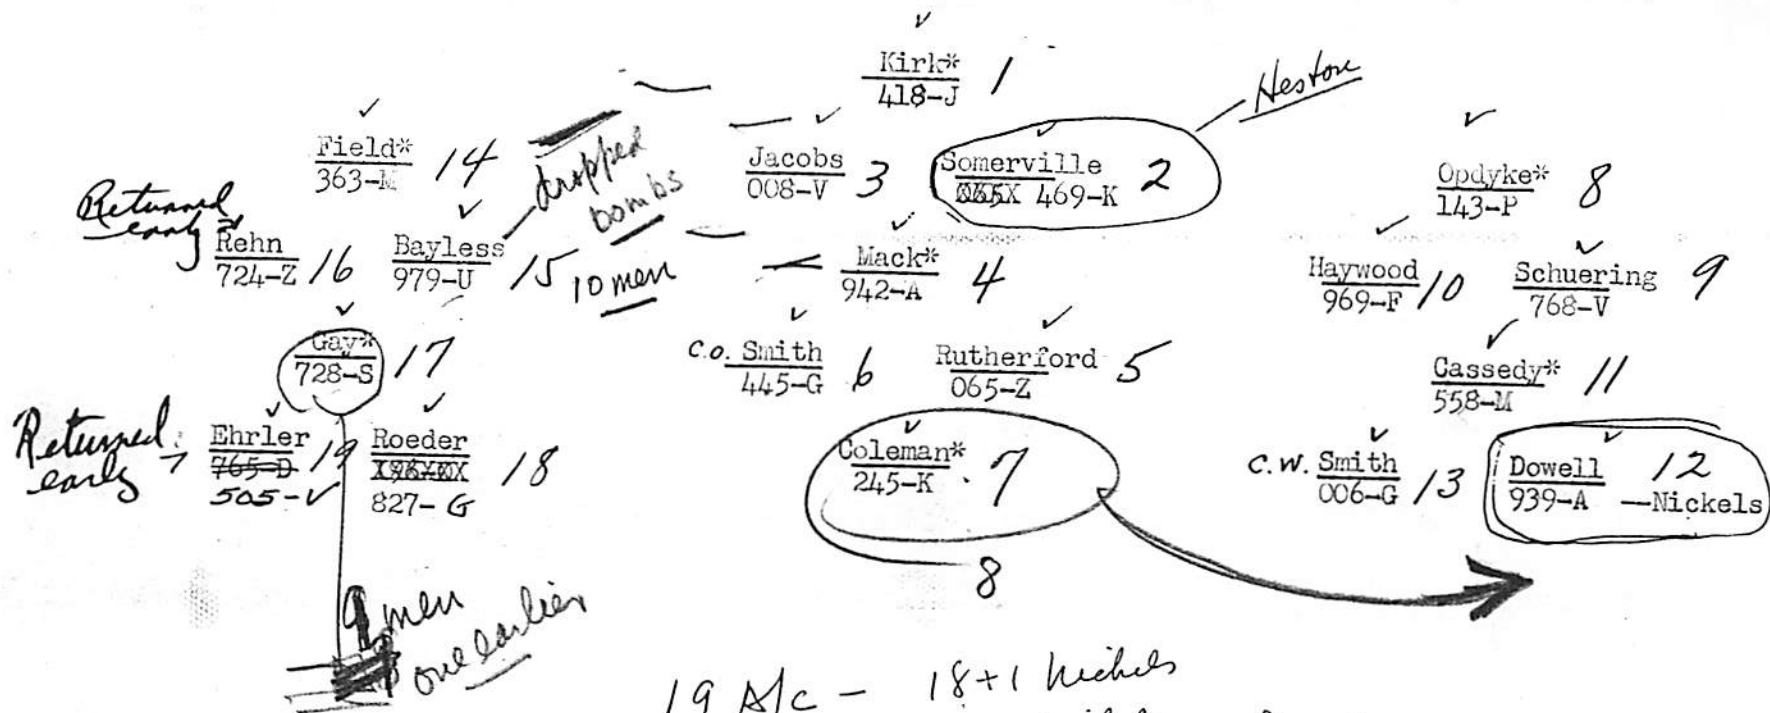 Kirk* 1
418-J
Heston
Field* 14
363-M
dropped
bombs
Jacobs 3
008-V
Somerville 2
469-K
Opdyke* 8
143-P
Returned
early
Rehn 16
724-Z
Bayless 15
979-U
10 men
Mack* 4
942-A
Haywood 10
969-F
Schuering 9
768-V
Gay* 17
728-S
C.O. Smith 6
445-G
Rutherford 5
065-Z
Cassedy* 11
558-M
Returned
early
Ehrler 19
765-D
505-V
Roeder 18
827-G
Coleman* 7
245-K
8
C.W. Smith 13
006-G
Dowell 12
939-A —Nickels
9 men
one earlier
19 A/c - 18+1 Nickels